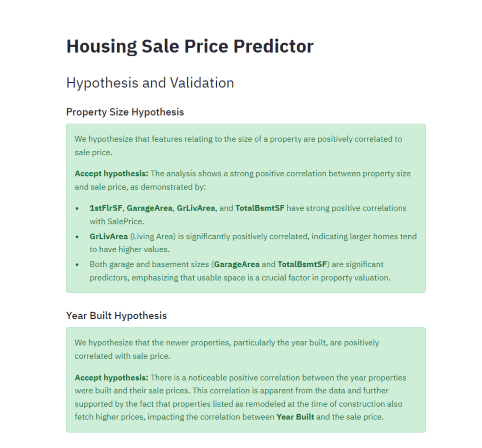 Housing Sale Price Predictor
Hypothesis and Validation
Property Size Hypothesis
We hypothesize that features relating to the size of a property are positively correlated to
sale price.
Accept hypothesis: The analysis shows a strong positive correlation between property size
and sale price, as demonstrated by:
• 1stFlrSF, GarageArea, GrLivArea, and TotalBsmtSF have strong positive correlations
with SalePrice.
• GrLivArea (Living Area) is significantly positively correlated, indicating larger homes tend
to have higher values.
• Both garage and basement sizes (GarageArea and TotalBsmtSF) are significant
predictors, emphasizing that usable space is a crucial factor in property valuation.
Year Built Hypothesis
We hypothesize that the newer properties, particularly the year built, are positively
correlated with sale price.
Accept hypothesis: There is a noticeable positive correlation between the year properties
were built and their sale prices. This correlation is apparent from the data and further
supported by the fact that properties listed as remodeled at the time of construction also
fetch higher prices, impacting the correlation between Year Built and the sale price.